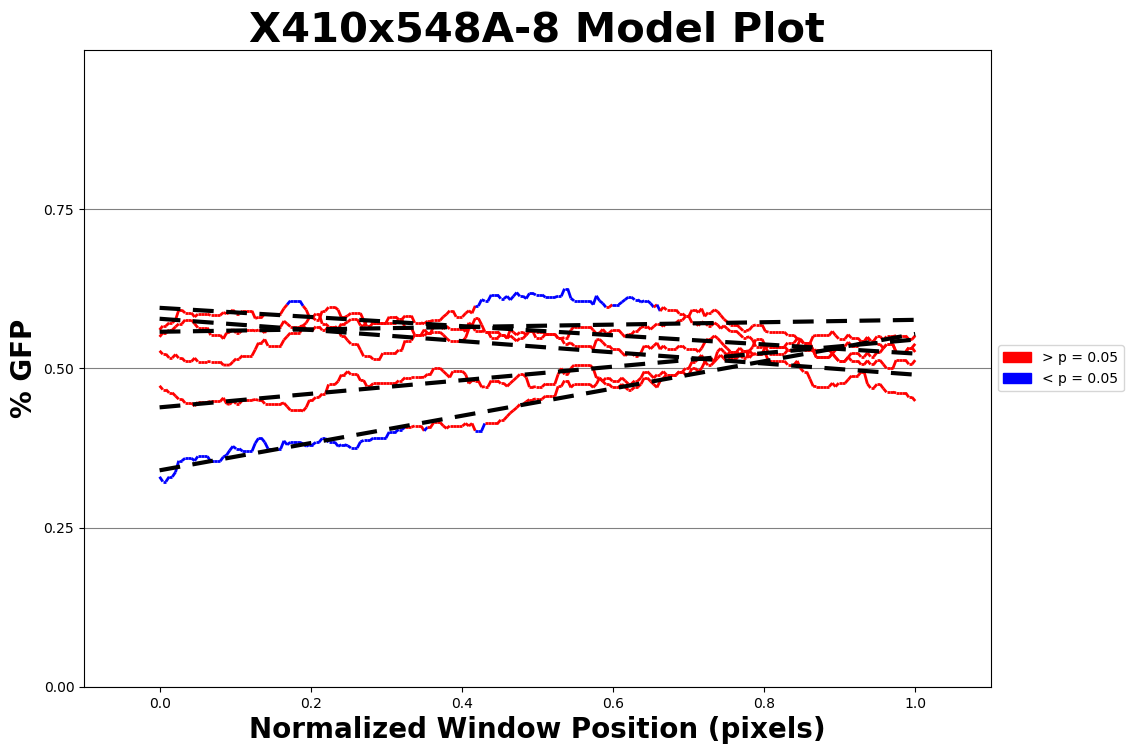 X410x548A-8 Model Plot
% GFP
0.75
0.50
0.25
0.00
0.0 0.2 0.4 0.6 0.8 1.0
Normalized Window Position (pixels)
> p = 0.05
< p = 0.05